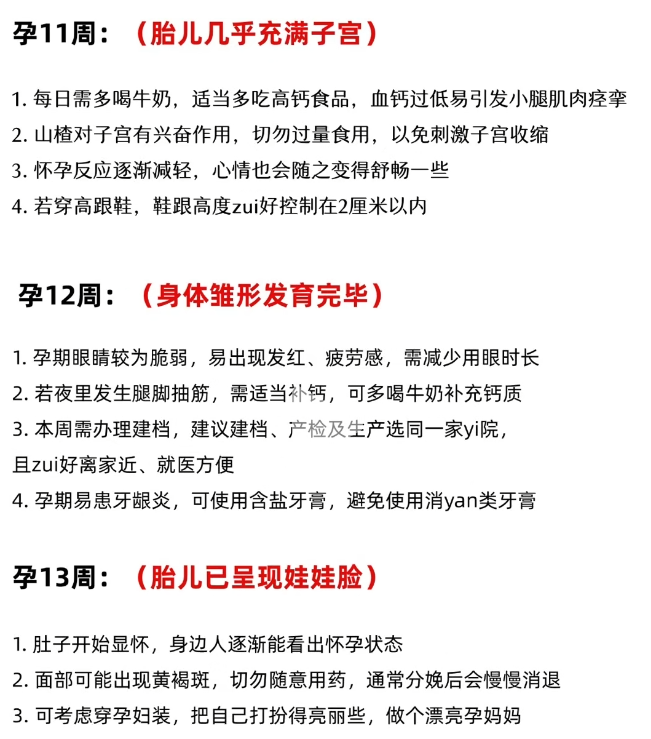 孕11周：（胎儿几乎充满子宫）
1. 每日需多喝牛奶，适当多吃高钙食品，血钙过低易引发小腿肌肉痉挛
2. 山楂对子宫有兴奋作用，切勿过量食用，以免刺激子宫收缩
3. 怀孕反应逐渐减轻，心情也会随之变得舒畅一些
4. 若穿高跟鞋，鞋跟高度zui好控制在2厘米以内
孕12周：（身体雏形发育完毕）
1. 孕期眼睛较为脆弱，易出现发红、疲劳感，需减少用眼时长
2. 若夜里发生腿脚抽筋，需适当补钙，可多喝牛奶补充钙质
3. 本周需办理建档，建议建档、产检及生产选同一家yi院，
且zui好离家近、就医方便
4. 孕期易患牙龈炎，可使用含盐牙膏，避免使用消yan类牙膏
孕13周：（胎儿已呈现娃娃脸）
1. 肚子开始显怀，身边人逐渐能看出怀孕状态
2. 面部可能出现黄褐斑，切勿随意用药，通常分娩后会慢慢消退
3. 可考虑穿孕妇装，把自己打扮得亮丽些，做个漂亮孕妈妈